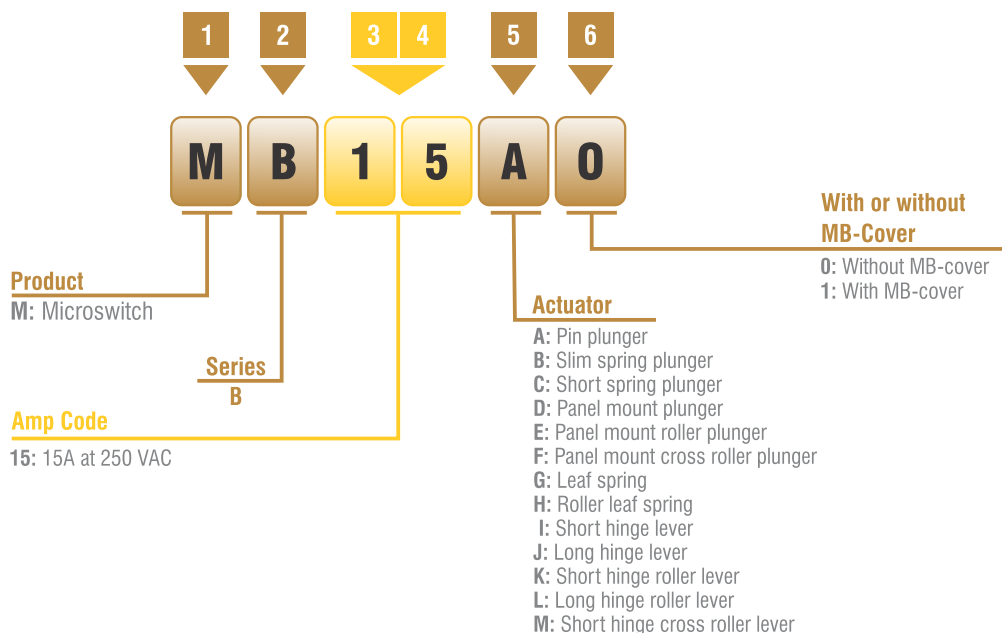 1 2 3 4 5 6
M B 1 5 A 0
With or without
MB-Cover
0: Without MB-cover
1: With MB-cover
Product
M: Microswitch
Actuator
A: Pin plunger
B: Slim spring plunger
C: Short spring plunger
D: Panel mount plunger
E: Panel mount roller plunger
F: Panel mount cross roller plunger
G: Leaf spring
H: Roller leaf spring
I: Short hinge lever
J: Long hinge lever
K: Short hinge roller lever
L: Long hinge roller lever
M: Short hinge cross roller lever
Series
B
Amp Code
15: 15A at 250 VAC